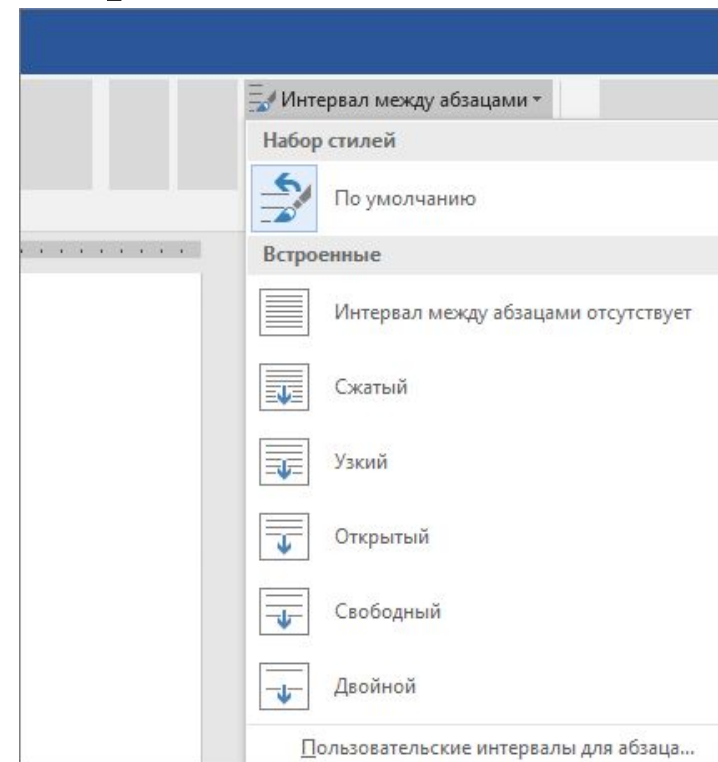 Интервал между абзацами
Набор стилей
По умолчанию
Встроенные
Интервал между абзацами отсутствует
Сжатый
Узкий
Открытый
Свободный
Двойной
Пользовательские интервалы для абзаца...